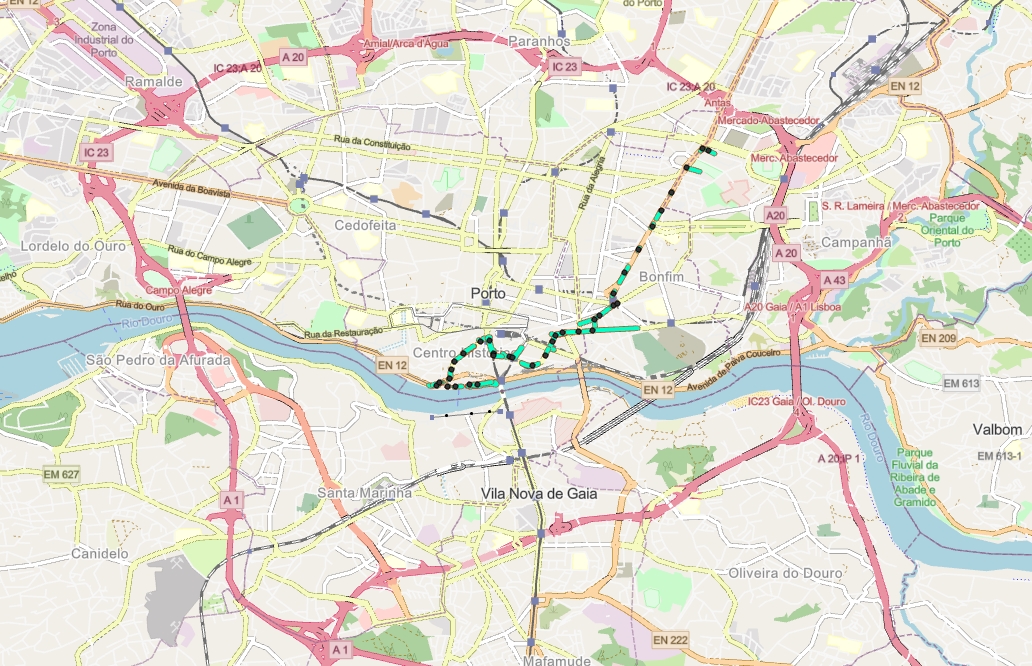 EN 12
do Porto
Zona
Industrial do
Porto
Amial/Arca d'Água
Paranhos
A 20
IC 23;A 20
IC 23
Ramalde
IC 23;A 20
EN 12
Antas
Mercado Abastecedor
Rua da Constituição
IC 23
Merc. Abastecedor
Avenida da Boavista
Rua da Alegria
S. R. Lameira / Merc. Abastecedor
2
A20
Parque
Oriental do
Porto
Cedofeita
Lordelo do Ouro
Campanhã
Rua do Campo Alegre
A 20
Bonfim
A 43
Campo Alegre
Porto
Rua do Ouro
A20 Gaia / A1 Lisboa
Rio Douro
Rua da Restauração
EN 209
São Pedro da Afurada
EN 12
Avenida de Paiva Couceiro
EN 12
EM 613
IC23 Gaia / Ol. Douro
Rio Douro
Valbom
EM 613-1
A 20;IP 1
Parque
Fluvial da
Ribeira de
Abade e
Gramido
EM 627
Santa Marinha
Vila Nova de Gaia
A 1
Canidelo
Oliveira do Douro
EN 222
A 1
Mafamude